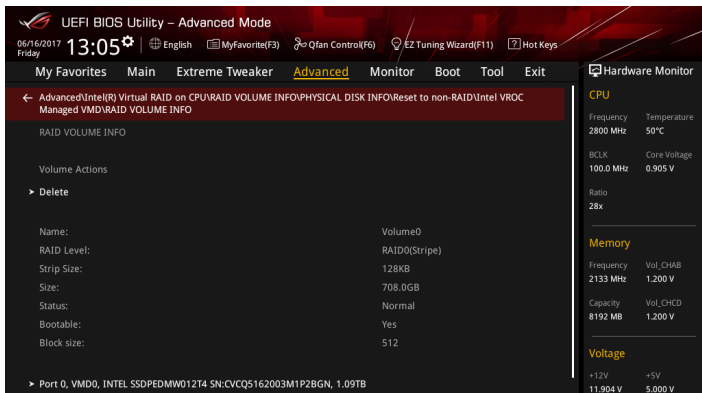 UEFI BIOS Utility – Advanced Mode
06/16/2017 Friday 13:05 English MyFavorite(F3) Qfan Control(F6) EZ Tuning Wizard(F11) ? Hot Keys
My Favorites Main Extreme Tweaker Advanced Monitor Boot Tool Exit
← Advanced\Intel(R) Virtual RAID on CPU\RAID VOLUME INFO\PHYSICAL DISK INFO\Reset to non-RAID\Intel VROC
Managed VMD\RAID VOLUME INFO
RAID VOLUME INFO
Volume Actions
> Delete
Name: Volume0
RAID Level: RAID0(Stripe)
Strip Size: 128KB
Size: 708.0GB
Status: Normal
Bootable: Yes
Block size: 512
> Port 0, VMD0, INTEL SSDPEDMW012T4 SN:CVCQ5162003M1P2BGN, 1.09TB
Hardware Monitor
CPU
Frequency Temperature
2800 MHz 50°C
BCLK Core Voltage
100.0 MHz 0.905 V
Ratio
28x
Memory
Frequency Vol_CHAB
2133 MHz 1.200 V
Capacity Vol_CHCD
8192 MB 1.200 V
Voltage
+12V +5V
11.904 V 5.000 V